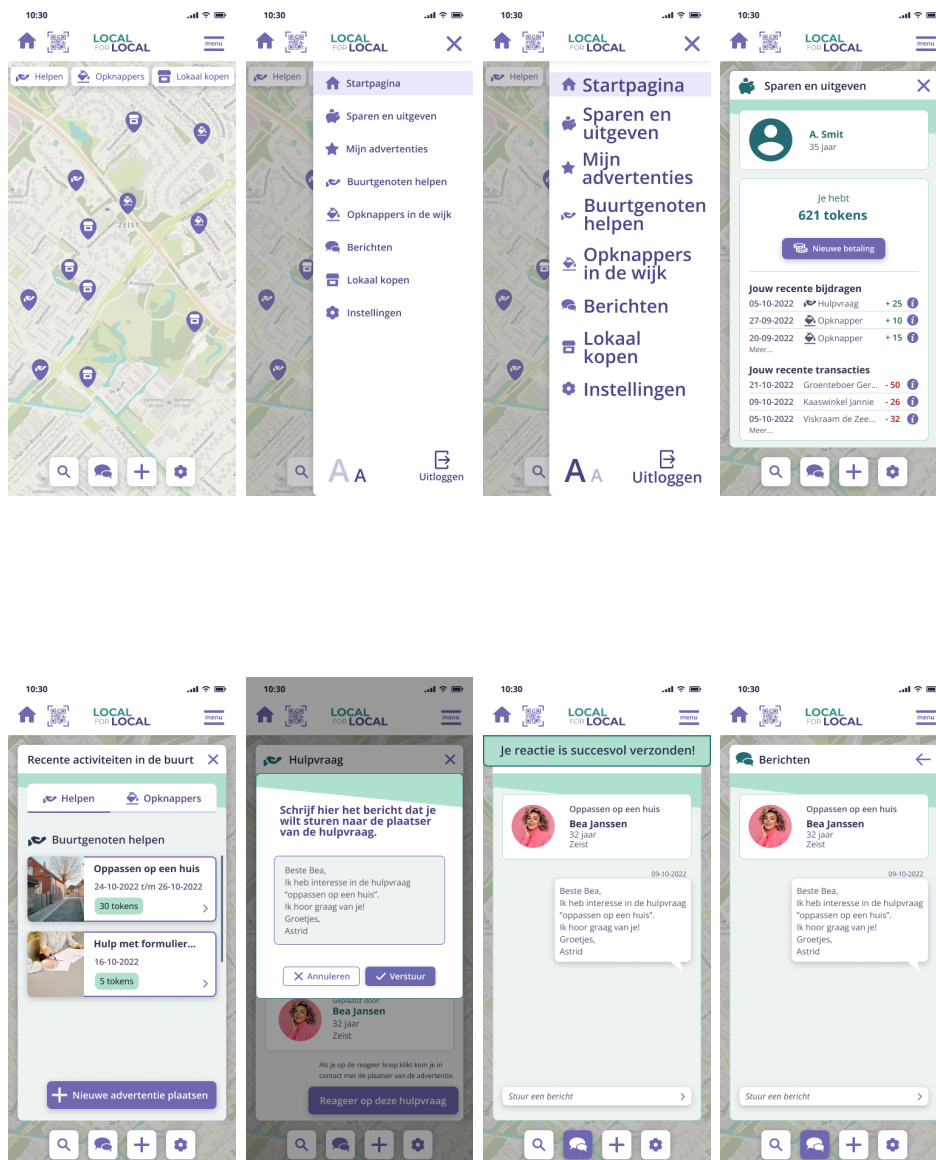 10:30
LOCAL
FOR LOCAL
menu
Helpen
Opknappers
Lokaal kopen
ZEIST
10:30
LOCAL
FOR LOCAL
Helpen
Startpagina
Sparen en uitgeven
Mijn advertenties
Buurtgenoten helpen
Opknappers in de wijk
Berichten
Lokaal kopen
Instellingen
A A
Uitloggen
10:30
LOCAL
FOR LOCAL
Helpen
Startpagina
Sparen en
uitgeven
Mijn
advertenties
Buurtgenoten
helpen
Opknappers
in de wijk
Berichten
Lokaal
kopen
Instellingen
A A
Uitloggen
10:30
LOCAL
FOR LOCAL
menu
Sparen en uitgeven
A. Smit
35 jaar
Je hebt
621 tokens
Nieuwe betaling
Jouw recente bijdragen
05-10-2022 Hulpvraag + 25
27-09-2022 Opknapper + 10
20-09-2022 Opknapper + 15
Meer...
Jouw recente transacties
21-10-2022 Groenteboer Ger... - 50
09-10-2022 Kaaswinkel Jannie - 26
05-10-2022 Viskraam de Zee... - 32
Meer...
10:30
LOCAL
FOR LOCAL
menu
Recente activiteiten in de buurt
Helpen
Opknappers
Buurtgenoten helpen
Oppassen op een huis
24-10-2022 t/m 26-10-2022
30 tokens
Hulp met formulier...
16-10-2022
5 tokens
Nieuwe advertentie plaatsen
10:30
LOCAL
FOR LOCAL
menu
Hulpvraag
Schrijf hier het bericht dat je
wilt sturen naar de plaatser
van de hulpvraag.
Beste Bea,
Ik heb interesse in de hulpvraag
“oppassen op een huis”.
Ik hoor graag van je!
Groetjes,
Astrid
Annuleren
Verstuur
Geplaatst door:
Bea Jansen
32 jaar
Zeist
Als je op de reageer knop klikt kom je in
contact met de plaatser van de advertentie.
Reageer op deze hulpvraag
10:30
LOCAL
FOR LOCAL
menu
Je reactie is succesvol verzonden!
Oppassen op een huis
Bea Janssen
32 jaar
Zeist
09-10-2022
Beste Bea,
Ik heb interesse in de hulpvraag
“oppassen op een huis”.
Ik hoor graag van je!
Groetjes,
Astrid
Stuur een bericht
10:30
LOCAL
FOR LOCAL
menu
Berichten
Oppassen op een huis
Bea Janssen
32 jaar
Zeist
09-10-2022
Beste Bea,
Ik heb interesse in de hulpvraag
“oppassen op een huis”.
Ik hoor graag van je!
Groetjes,
Astrid
Stuur een bericht